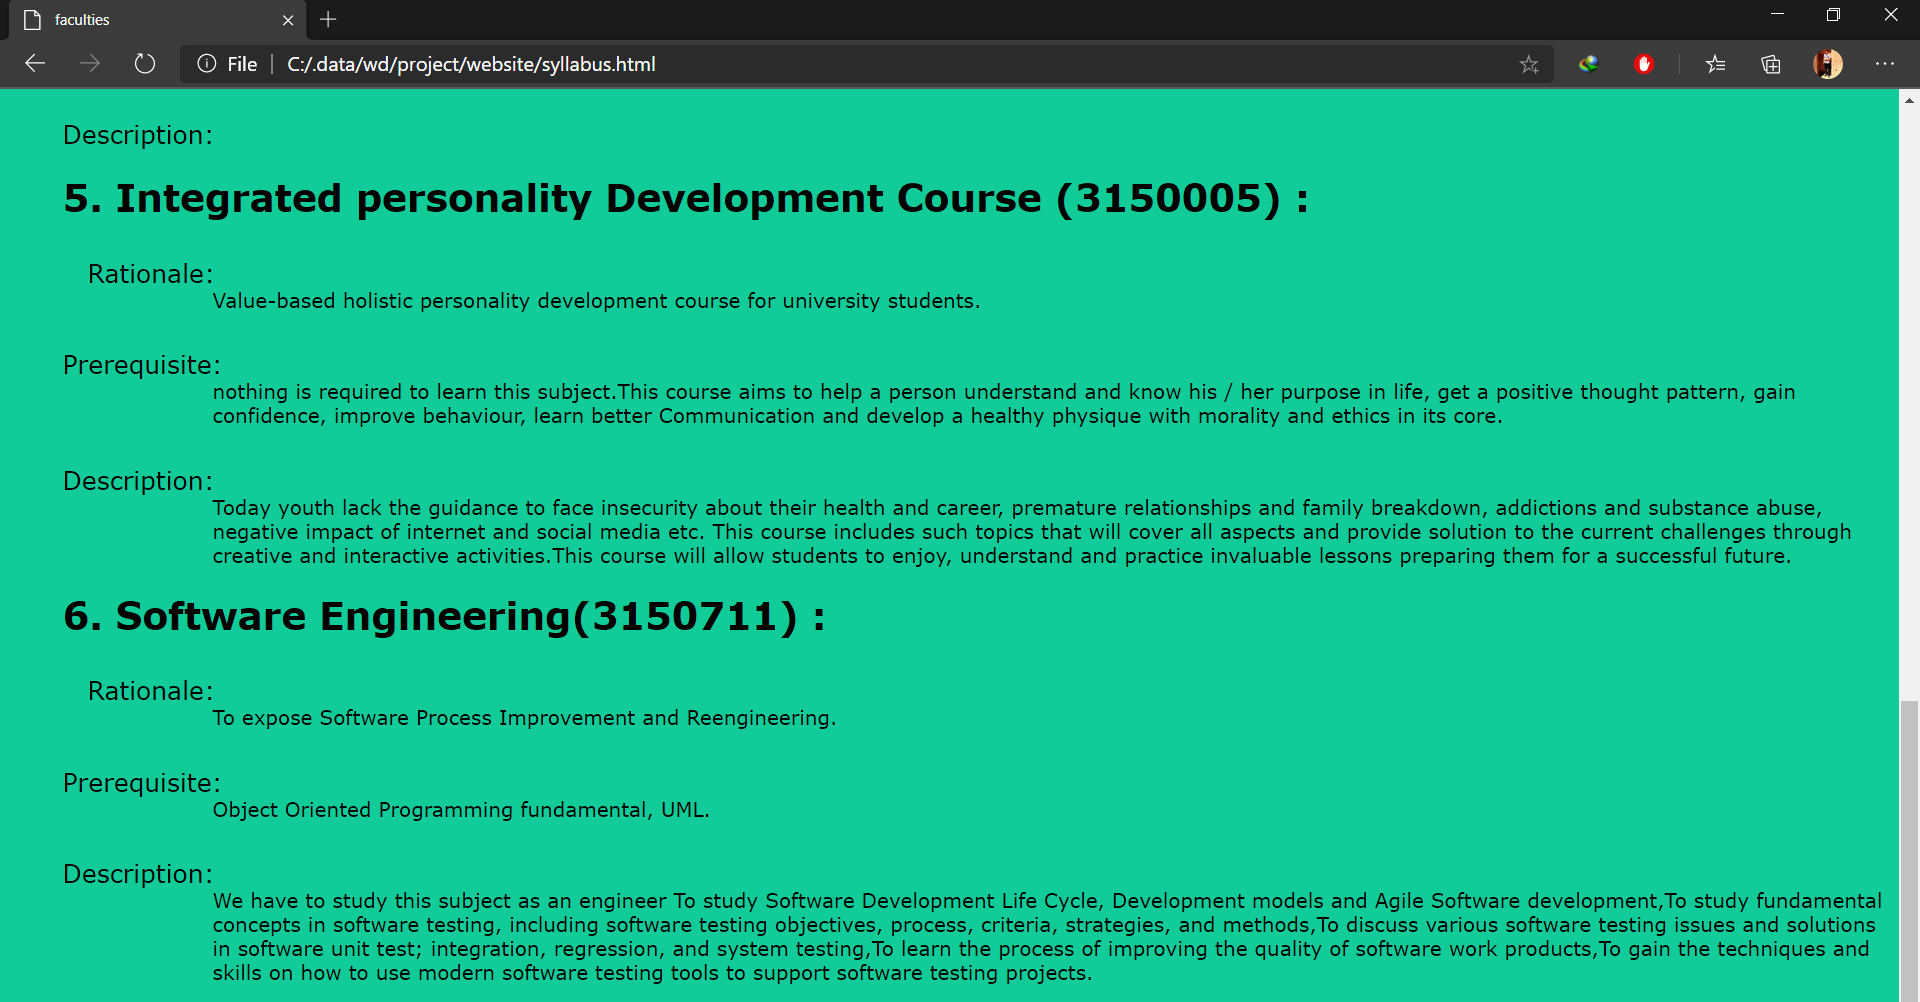 faculties
File
C:/.data/wd/project/website/syllabus.html
Description:
5. Integrated personality Development Course (3150005) :
Rationale:
Value-based holistic personality development course for university students.
Prerequisite:
nothing is required to learn this subject.This course aims to help a person understand and know his / her purpose in life, get a positive thought pattern, gain
confidence, improve behaviour, learn better Communication and develop a healthy physique with morality and ethics in its core.
Description:
Today youth lack the guidance to face insecurity about their health and career, premature relationships and family breakdown, addictions and substance abuse,
negative impact of internet and social media etc. This course includes such topics that will cover all aspects and provide solution to the current challenges through
creative and interactive activities.This course will allow students to enjoy, understand and practice invaluable lessons preparing them for a successful future.
6. Software Engineering(3150711) :
Rationale:
To expose Software Process Improvement and Reengineering.
Prerequisite:
Object Oriented Programming fundamental, UML.
Description:
We have to study this subject as an engineer To study Software Development Life Cycle, Development models and Agile Software development,To study fundamental
concepts in software testing, including software testing objectives, process, criteria, strategies, and methods,To discuss various software testing issues and solutions
in software unit test; integration, regression, and system testing,To learn the process of improving the quality of software work products,To gain the techniques and
skills on how to use modern software testing tools to support software testing projects.